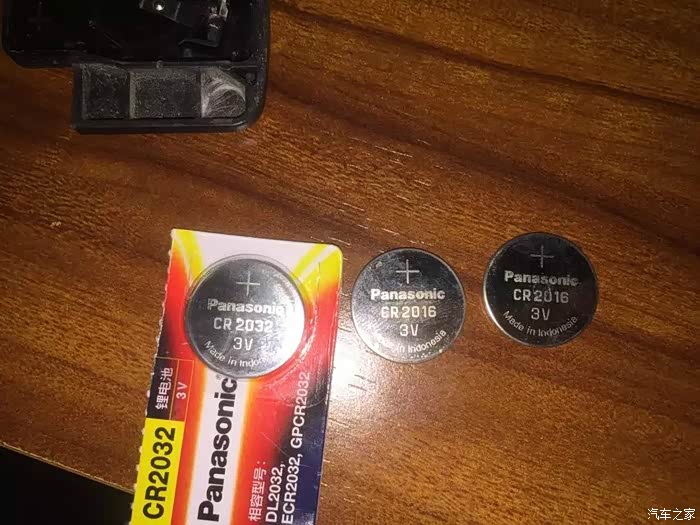 Panasonic
CR 2032
3V
Made in Indonesia
Panasonic
CR 2016
3V
Made in Indonesia
Panasonic
CR 2016
3V
Made in Indonesia
锂电池
3V
CR2032
Panasonic
相容型号:
DL2032,
ECR2032, GPCR2032
汽车之家